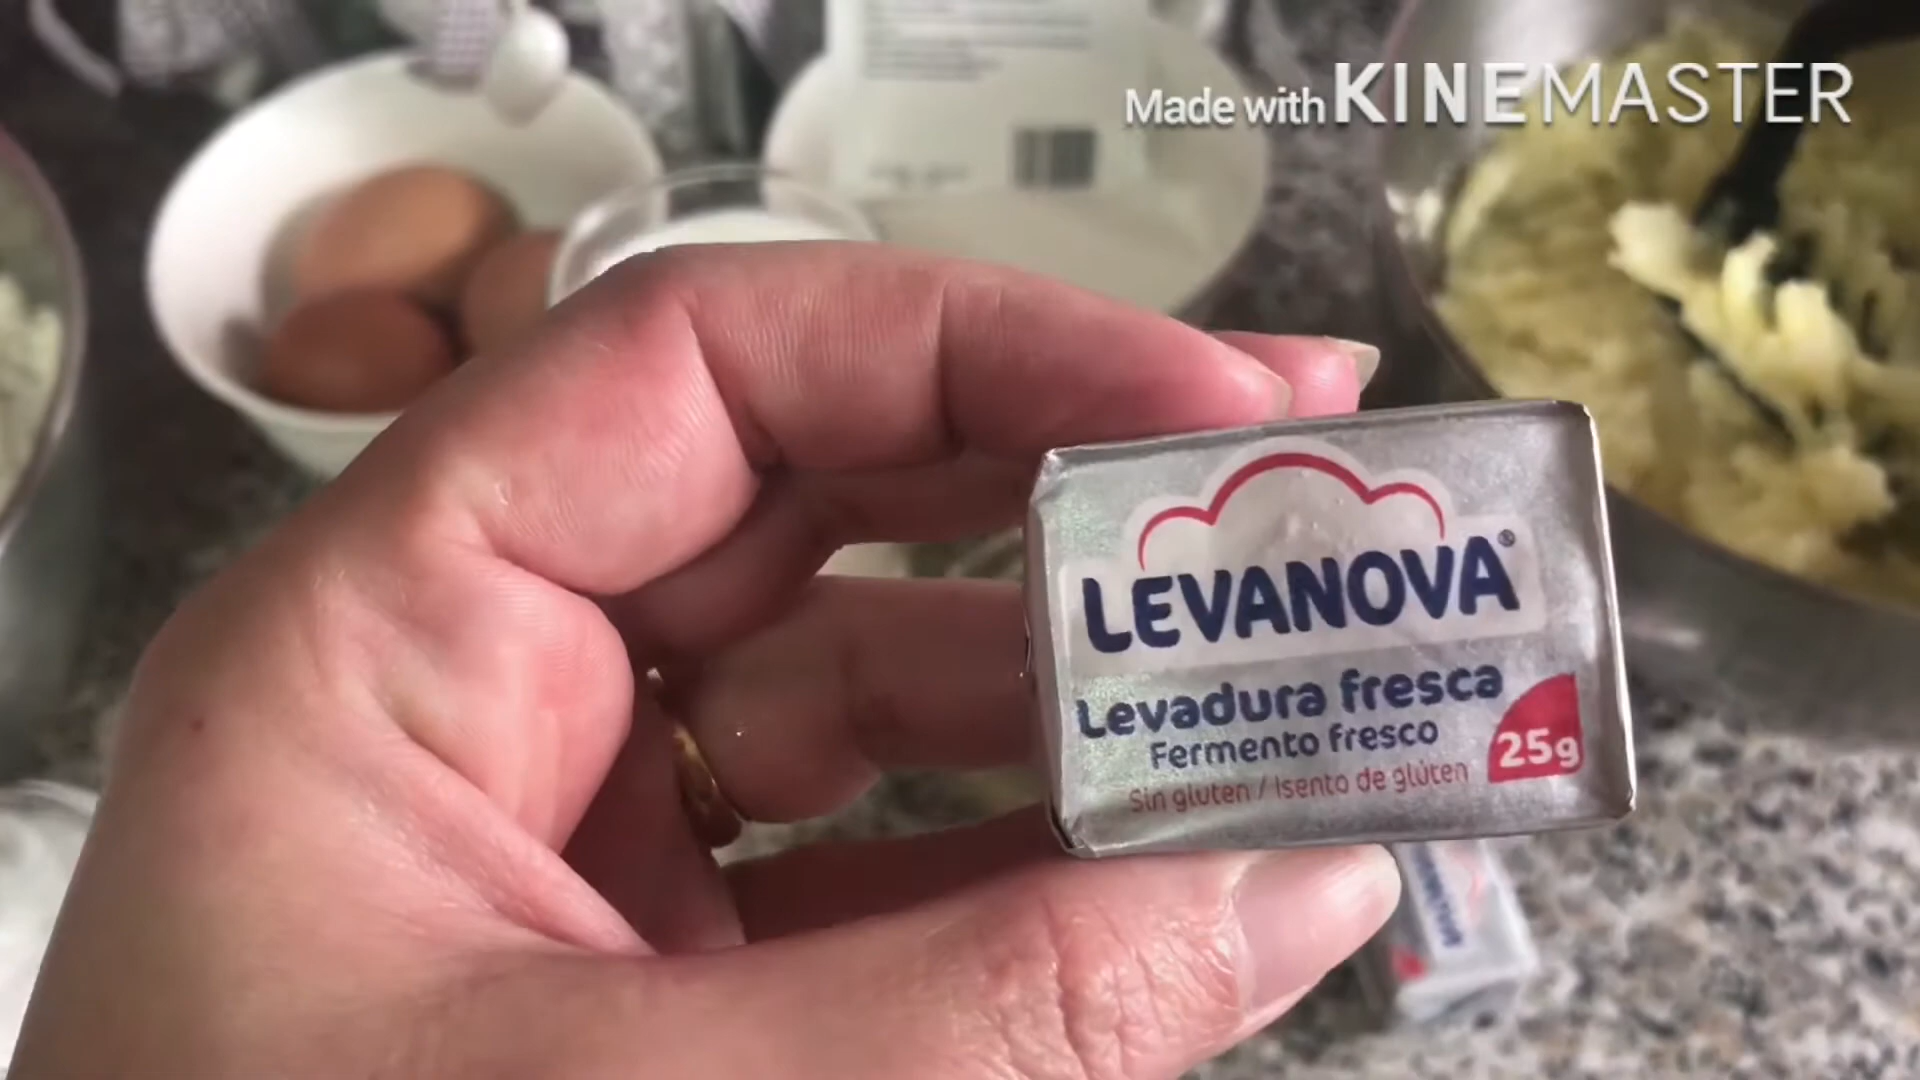 Made with KINEMASTER
LEVANOVA®
Levadura fresca
Fermento fresco
25g
Sin gluten / Isento de glúten